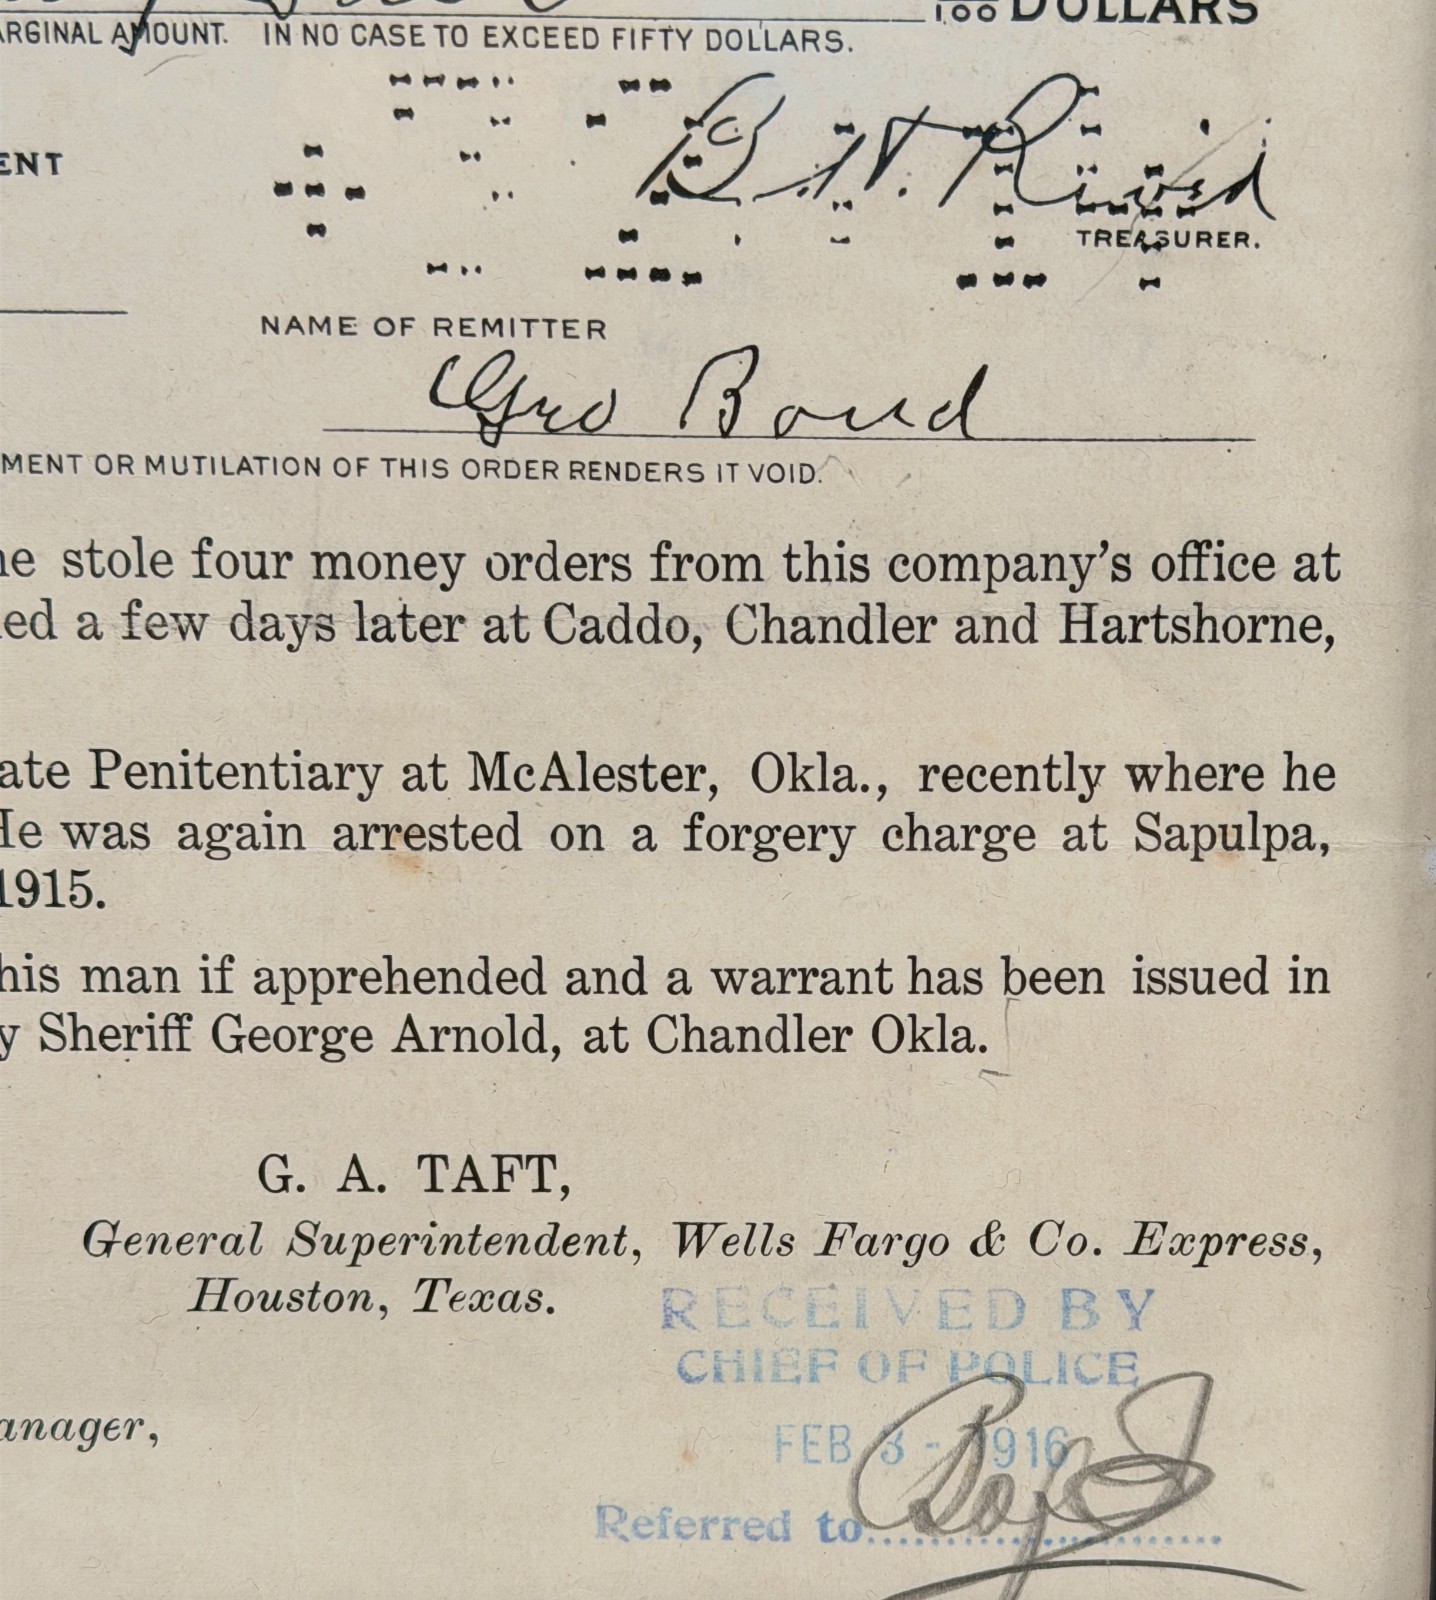 100 DOLLARS
ARGINAL AMOUNT. IN NO CASE TO EXCEED FIFTY DOLLARS.
ENT
TREASURER.
NAME OF REMITTER
Geo Bond
MENT OR MUTILATION OF THIS ORDER RENDERS IT VOID.
he stole four money orders from this company's office at
ed a few days later at Caddo, Chandler and Hartshorne,
ate Penitentiary at McAlester, Okla., recently where he
He was again arrested on a forgery charge at Sapulpa,
1915.
his man if apprehended and a warrant has been issued in
y Sheriff George Arnold, at Chandler Okla.
G. A. TAFT,
General Superintendent, Wells Fargo & Co. Express,
Houston, Texas.
RECEIVED BY
CHIEF OF POLICE
anager,
FEB 3 - 1916
Referred to